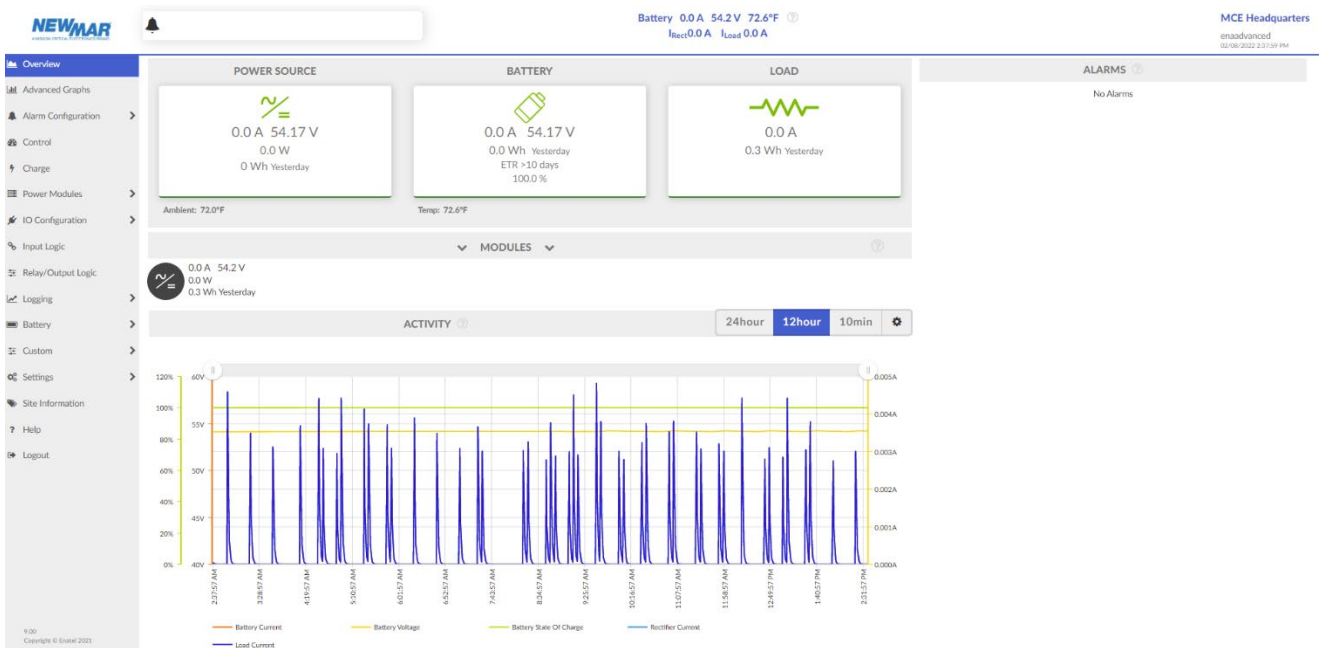 NEWMAR
Battery 0.0 A 54.2 V 72.6°F ?
IRect0.0 A ILoad 0.0 A
MCE Headquarters
enaadvanced
02/08/2022 2:37:59 PM
Overview
Advanced Graphs
Alarm Configuration
Control
Charge
Power Modules
IO Configuration
Input Logic
Relay/Output Logic
Logging
Battery
Custom
Settings
Site Information
? Help
Logout
9.00
Copyright © Enatel 2021
POWER SOURCE
0.0 A 54.17 V
0.0 W
0 Wh Yesterday
Ambient: 72.0°F
BATTERY
0.0 A 54.17 V
0.0 Wh Yesterday
ETR >10 days
100.0 %
Temp: 72.6°F
LOAD
0.0 A
0.3 Wh Yesterday
ALARMS ?
No Alarms
MODULES ?
0.0 A 54.2 V
0.0 W
0.3 Wh Yesterday
ACTIVITY ?
24hour 12hour 10min
120% 60V 0.005A
100% 55V 0.004A
80% 50V 0.003A
60% 45V 0.002A
40% 40V 0.001A
20% 0.000A
0%
2:37:57 AM
3:28:57 AM
4:19:57 AM
5:10:57 AM
6:01:57 AM
6:52:57 AM
7:43:57 AM
8:34:57 AM
9:25:57 AM
10:16:57 AM
11:07:57 AM
11:58:57 AM
12:49:57 PM
1:40:57 PM
2:31:57 PM
Battery Current
Battery Voltage
Battery State Of Charge
Rectifier Current
Load Current